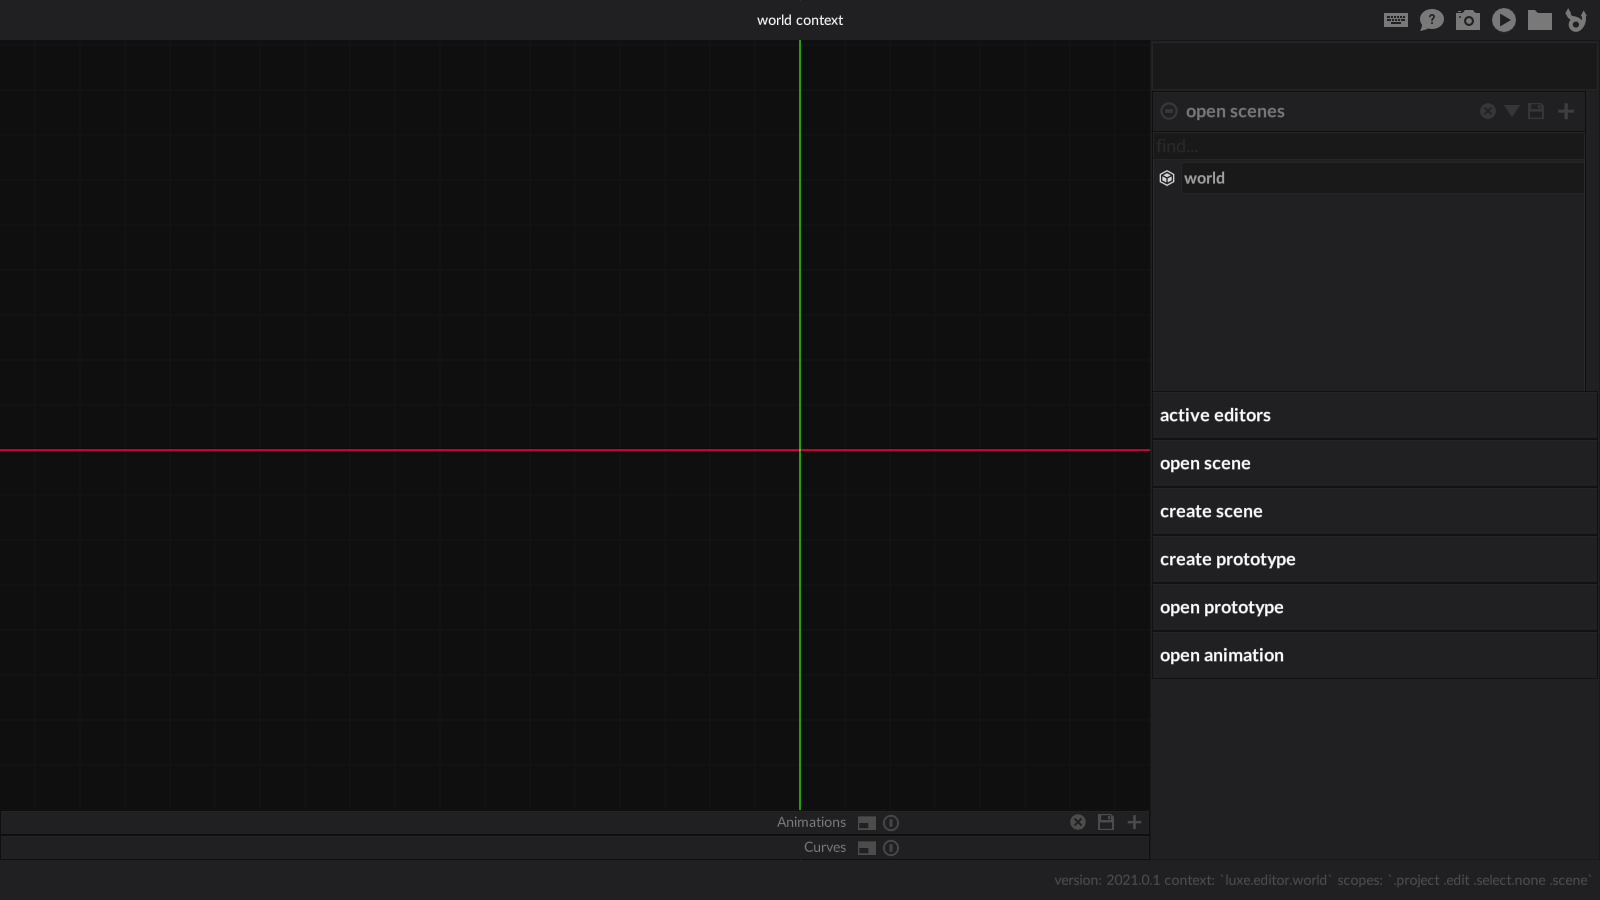 world context
open scenes
find...
world
active editors
open scene
create scene
create prototype
open prototype
open animation
Animations
Curves
version: 2021.0.1 context: `luxe.editor.world` scopes: `.project .edit .select.none .scene`